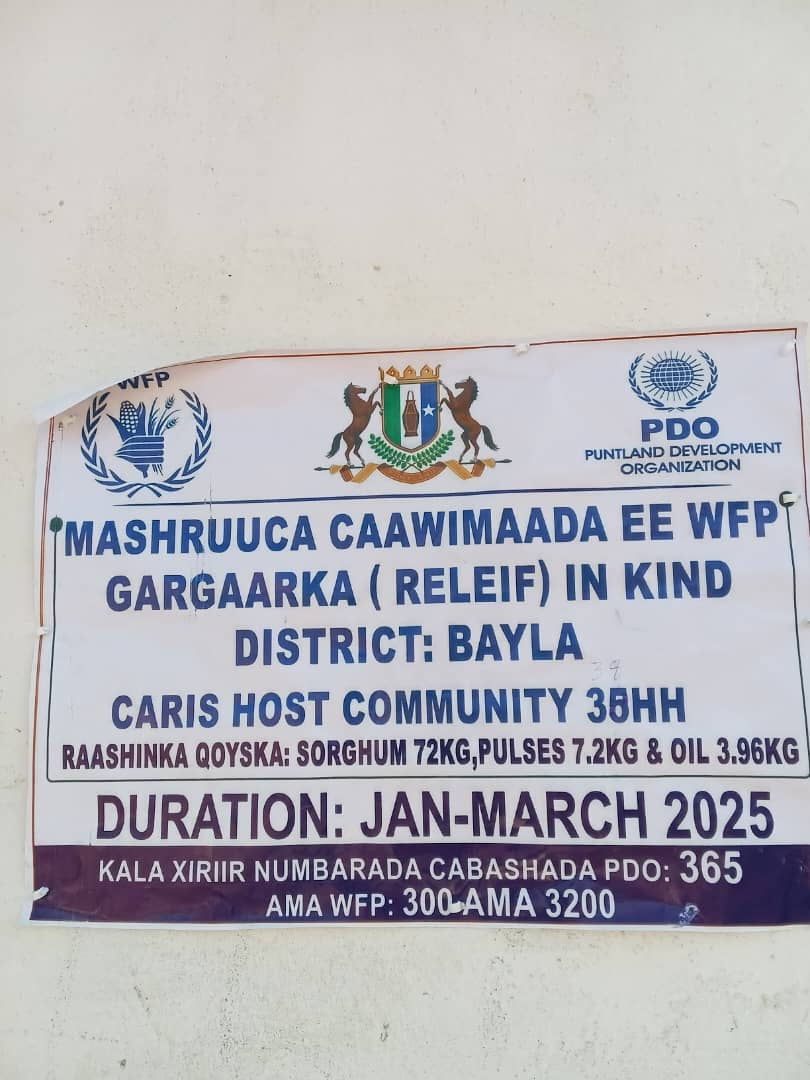 WFP
PDO
PUNTLAND DEVELOPMENT
ORGANIZATION
MASHRUUCA CAAWIMAADA EE WFP
GARGAARKA ( RELEIF) IN KIND
DISTRICT: BAYLA
38
CARIS HOST COMMUNITY 35HH
RAASHINKA QOYSKA: SORGHUM 72KG,PULSES 7.2KG & OIL 3.96KG
DURATION: JAN-MARCH 2025
KALA XIRIIR NUMBARADA CABASHADA PDO: 365
AMA WFP: 300 AMA 3200